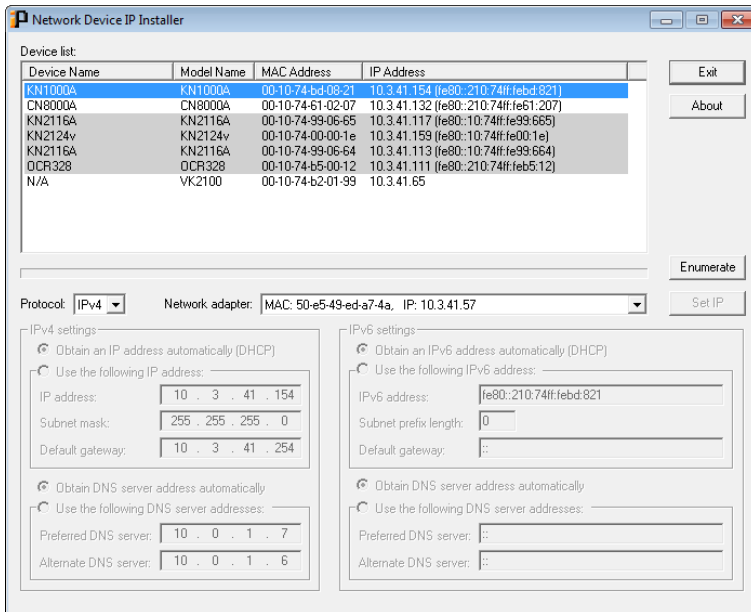 Network Device IP Installer
Device list:
Device Name Model Name MAC Address IP Address
KN1000A KN1000A 00-10-74-bd-08-21 10.3.41.154 (fe80::210:74ff:febd:821)
CN8000A CN8000A 00-10-74-61-02-07 10.3.41.132 (fe80::210:74ff:fe61:207)
KN2116A KN2116A 00-10-74-99-06-65 10.3.41.117 (fe80::10:74ff:fe99:665)
KN2124v KN2124v 00-10-74-00-00-1e 10.3.41.159 (fe80::10:74ff:fe00:1e)
KN2116A KN2116A 00-10-74-99-06-64 10.3.41.113 (fe80::10:74ff:fe99:664)
OCR328 OCR328 00-10-74-b5-00-12 10.3.41.111 (fe80::210:74ff:feb5:12)
N/A VK2100 00-10-74-b2-01-99 10.3.41.65
Exit
About
Enumerate
Protocol: IPv4 Network adapter: MAC: 50-e5-49-ed-a7-4a, IP: 10.3.41.57 Set IP
IPv4 settings
Obtain an IP address automatically (DHCP)
Use the following IP address:
IP address: 10 . 3 . 41 . 154
Subnet mask: 255 . 255 . 255 . 0
Default gateway: 10 . 3 . 41 . 254
Obtain DNS server address automatically
Use the following DNS server addresses:
Preferred DNS server: 10 . 0 . 1 . 7
Alternate DNS server: 10 . 0 . 1 . 6
IPv6 settings
Obtain an IPv6 address automatically (DHCP)
Use the following IPv6 address:
IPv6 address: fe80::210:74ff:febd:821
Subnet prefix length: 0
Default gateway: ::
Obtain DNS server address automatically
Use the following DNS server addresses:
Preferred DNS server: ::
Alternate DNS server: ::